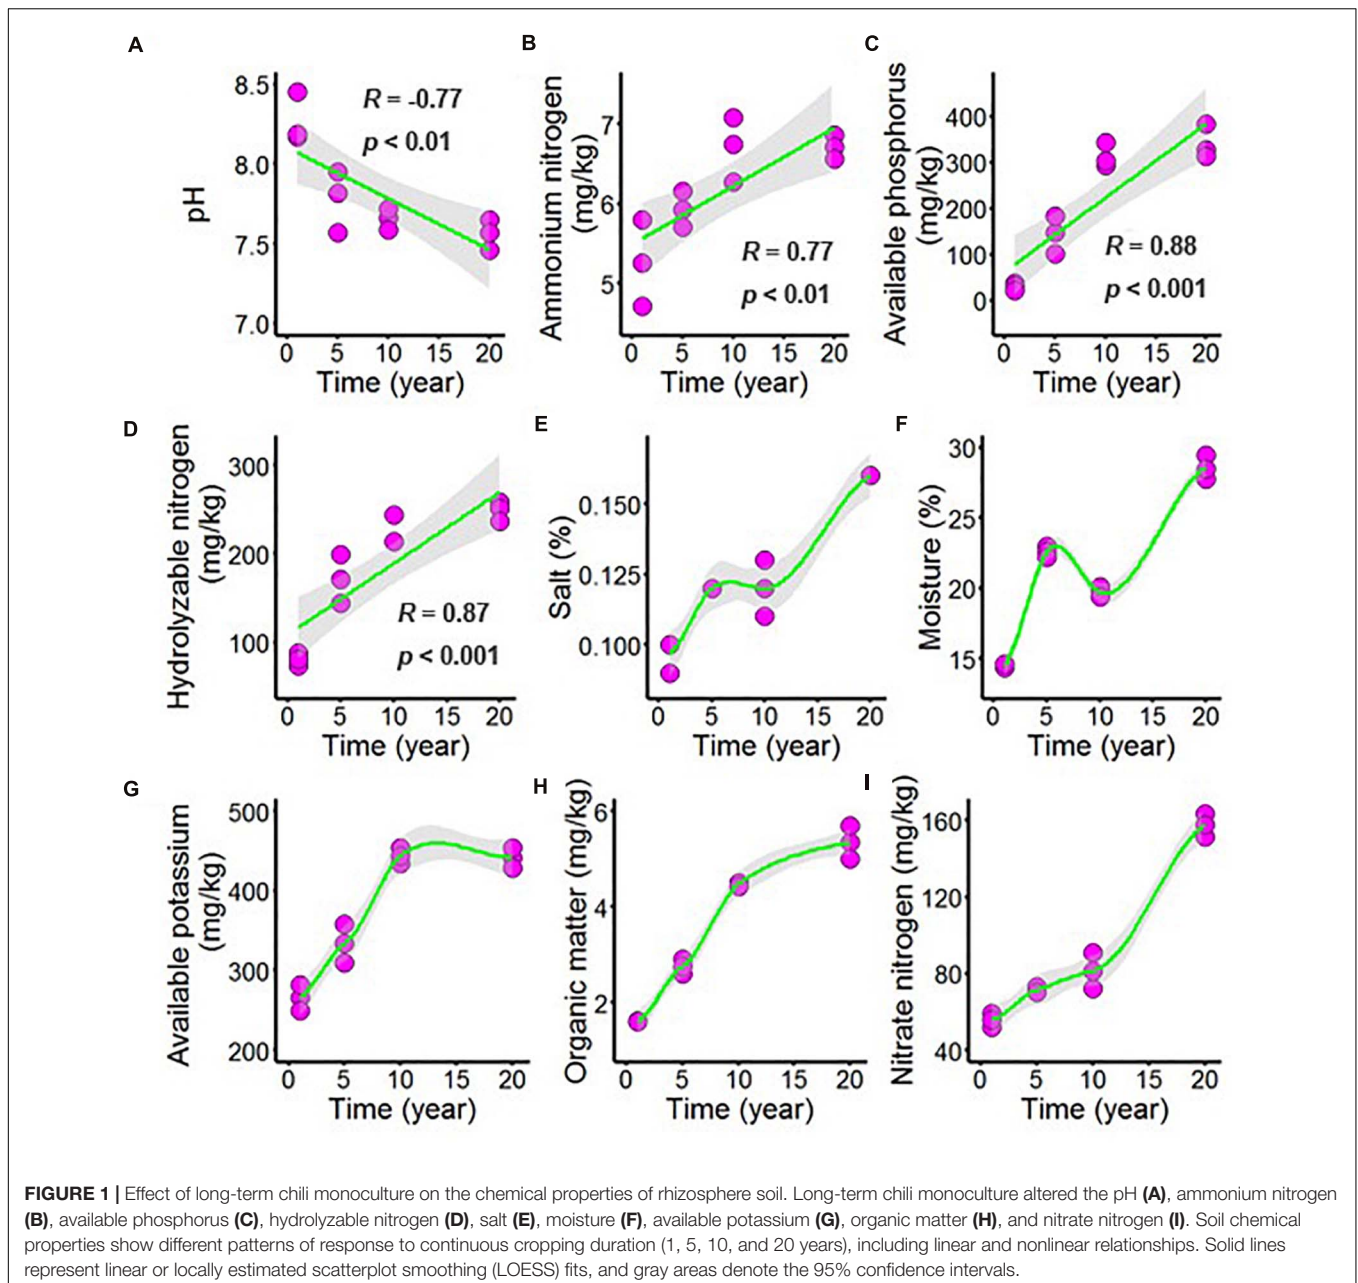 A
pH
8.5
8.0
7.5
7.0
R = -0.77
p < 0.01
0 5 10 15 20
Time (year)
B
Ammonium nitrogen
(mg/kg)
7
6
5
R = 0.77
p < 0.01
0 5 10 15 20
Time (year)
C
Available phosphorus
(mg/kg)
400
300
200
100
0
R = 0.88
p < 0.001
0 5 10 15 20
Time (year)
D
Hydrolyzable nitrogen
(mg/kg)
300
200
100
R = 0.87
p < 0.001
0 5 10 15 20
Time (year)
E
Salt (%)
0.150
0.125
0.100
0 5 10 15 20
Time (year)
F
Moisture (%)
30
25
20
15
0 5 10 15 20
Time (year)
G
Available potassium
(mg/kg)
500
400
300
200
0 5 10 15 20
Time (year)
H
Organic matter (mg/kg)
6
4
2
0 5 10 15 20
Time (year)
I
Nitrate nitrogen (mg/kg)
160
120
80
40
0 5 10 15 20
Time (year)
FIGURE 1 | Effect of long-term chili monoculture on the chemical properties of rhizosphere soil. Long-term chili monoculture altered the pH (A), ammonium nitrogen
(B), available phosphorus (C), hydrolyzable nitrogen (D), salt (E), moisture (F), available potassium (G), organic matter (H), and nitrate nitrogen (I). Soil chemical
properties show different patterns of response to continuous cropping duration (1, 5, 10, and 20 years), including linear and nonlinear relationships. Solid lines
represent linear or locally estimated scatterplot smoothing (LOESS) fits, and gray areas denote the 95% confidence intervals.